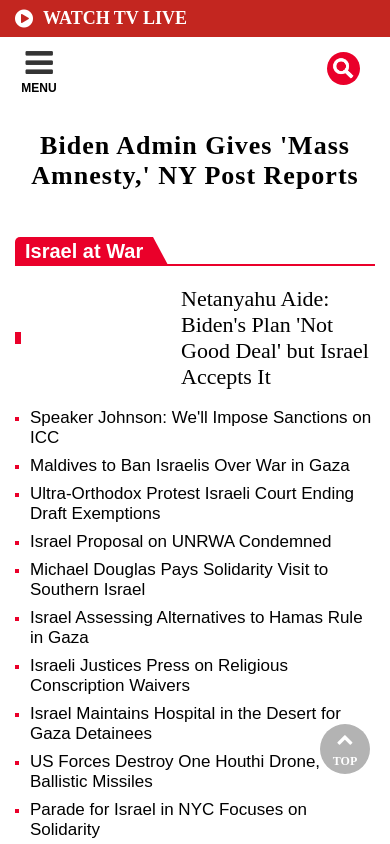 WATCH TV LIVE
MENU
Biden Admin Gives 'Mass
Amnesty,' NY Post Reports
Israel at War
Netanyahu Aide:
Biden's Plan 'Not
Good Deal' but Israel
Accepts It
Speaker Johnson: We'll Impose Sanctions on
ICC
Maldives to Ban Israelis Over War in Gaza
Ultra-Orthodox Protest Israeli Court Ending
Draft Exemptions
Israel Proposal on UNRWA Condemned
Michael Douglas Pays Solidarity Visit to
Southern Israel
Israel Assessing Alternatives to Hamas Rule
in Gaza
Israeli Justices Press on Religious
Conscription Waivers
Israel Maintains Hospital in the Desert for
Gaza Detainees
US Forces Destroy One Houthi Drone,
Ballistic Missiles
TOP
Parade for Israel in NYC Focuses on
Solidarity